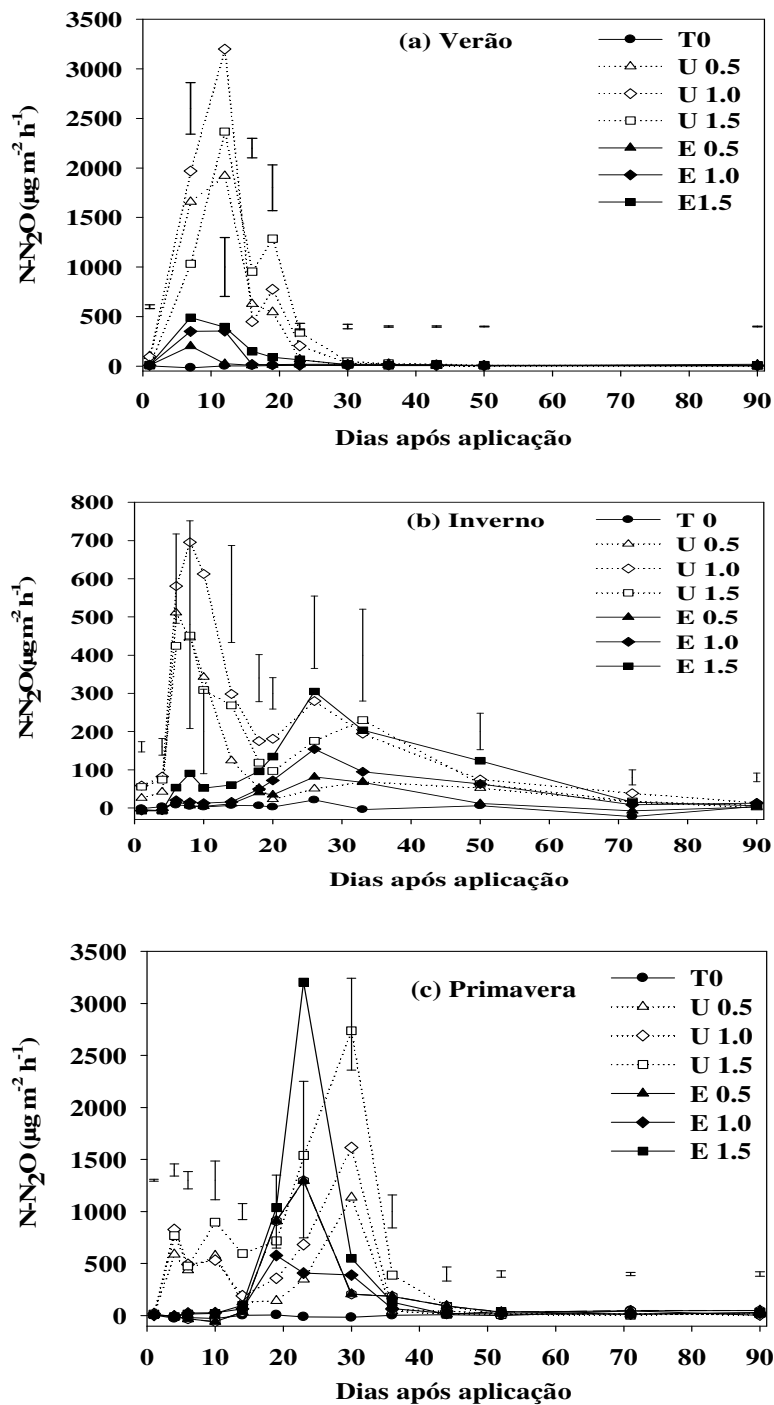 (a) Verão
T0
U 0.5
U 1.0
U 1.5
E 0.5
E 1.0
E1.5
N-N2O (µg m-2 h-1)
3500
3000
2500
2000
1500
1000
500
0
0 10 20 30 40 50 60 70 80 90
Dias após aplicação
(b) Inverno
T 0
U 0.5
U 1.0
U 1.5
E 0.5
E 1.0
E 1.5
N-N2O (µg m-2 h-1)
800
700
600
500
400
300
200
100
0
0 10 20 30 40 50 60 70 80 90
Dias após aplicação
(c) Primavera
T0
U 0.5
U 1.0
U 1.5
E 0.5
E 1.0
E 1.5
N-N2O (µg m-2 h-1)
3500
3000
2500
2000
1500
1000
500
0
0 10 20 30 40 50 60 70 80 90
Dias após aplicação